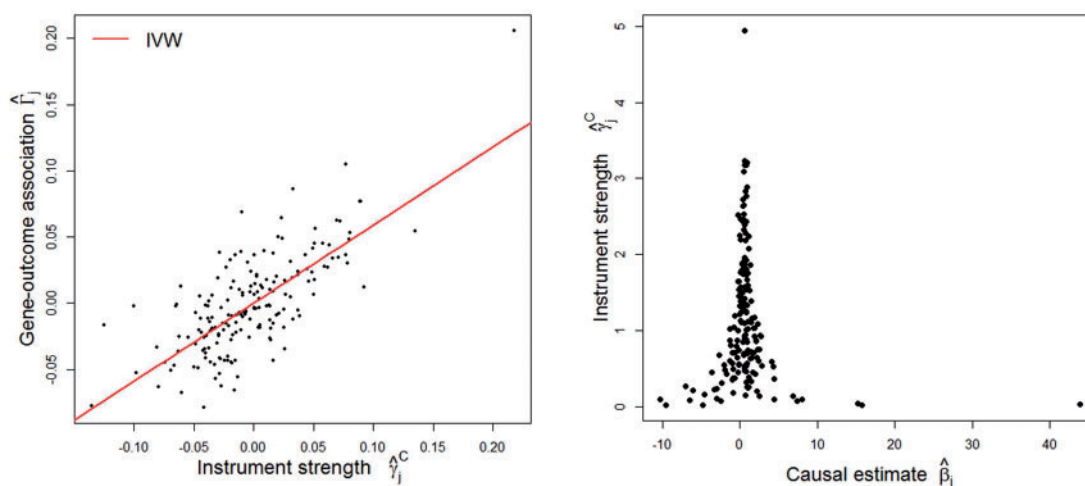 IVW
Gene-outcome association Γ̂j
0.20
0.15
0.10
0.05
0.00
-0.05
-0.10 -0.05 0.00 0.05 0.10 0.15 0.20
Instrument strength γ̂jC
Instrument strength γ̂jC
5
4
3
2
1
0
-10 0 10 20 30 40
Causal estimate β̂j